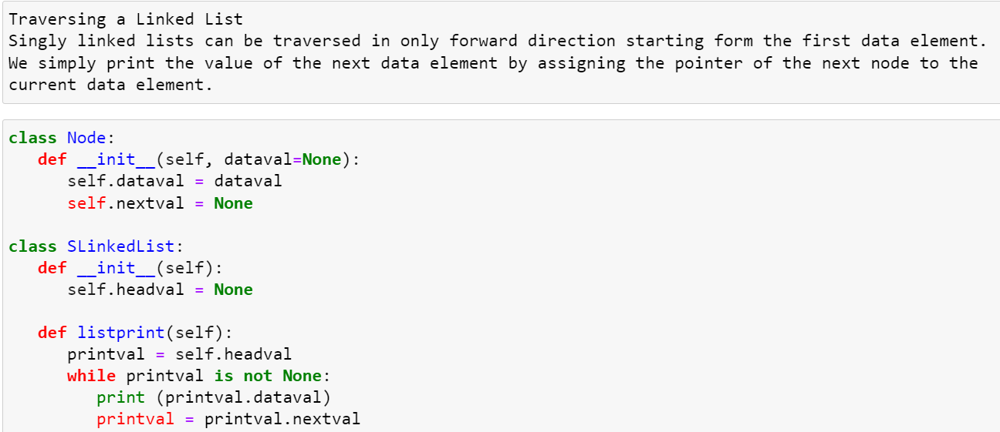 Traversing a Linked List
Singly linked lists can be traversed in only forward direction starting form the first data element.
We simply print the value of the next data element by assigning the pointer of the next node to the
current data element.
class Node:
   def __init__(self, dataval=None):
      self.dataval = dataval
      self.nextval = None
class SLinkedList:
   def __init__(self):
      self.headval = None
   def listprint(self):
      printval = self.headval
      while printval is not None:
         print (printval.dataval)
         printval = printval.nextval